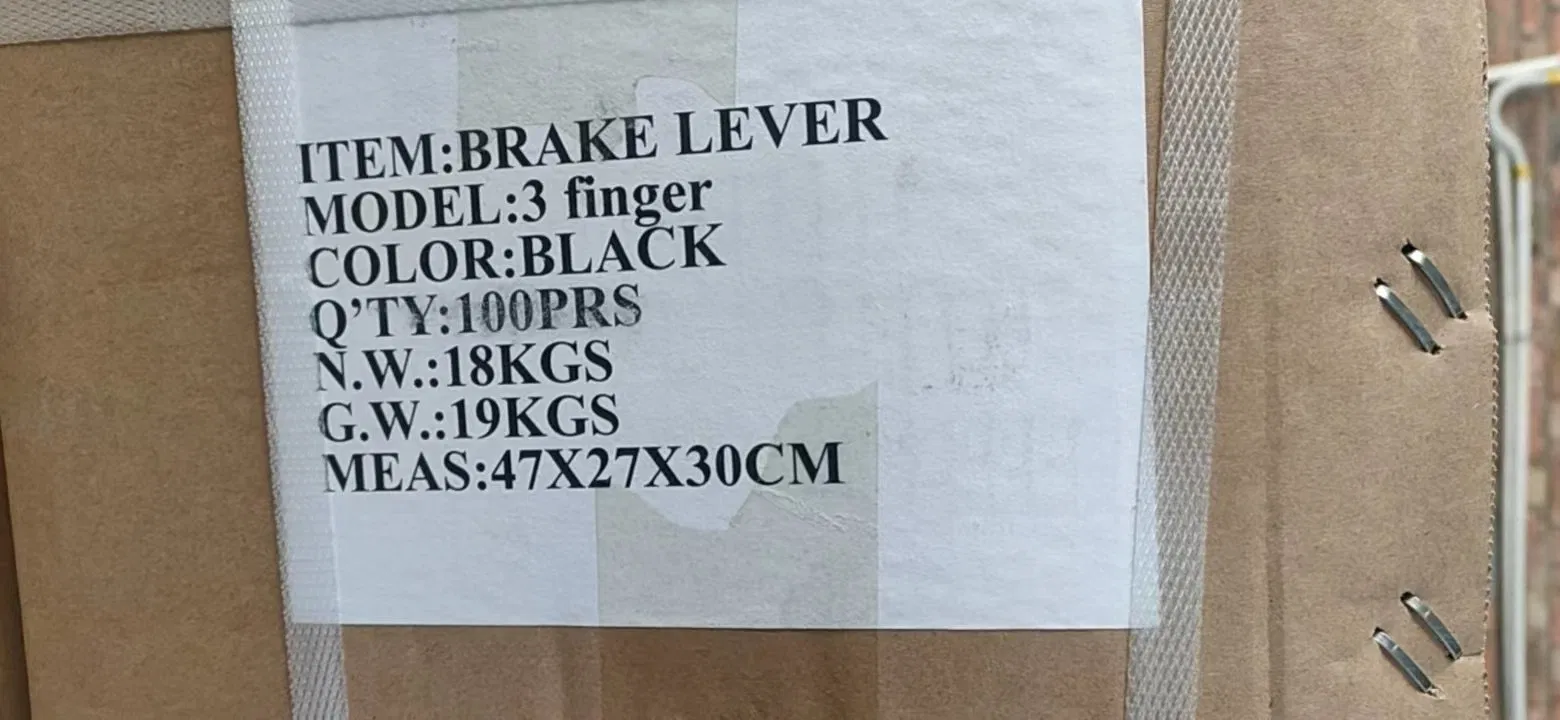 ITEM:BRAKE LEVER
MODEL:3 finger
COLOR:BLACK
Q’TY:100PRS
N.W.:18KGS
G.W.:19KGS
MEAS:47X27X30CM